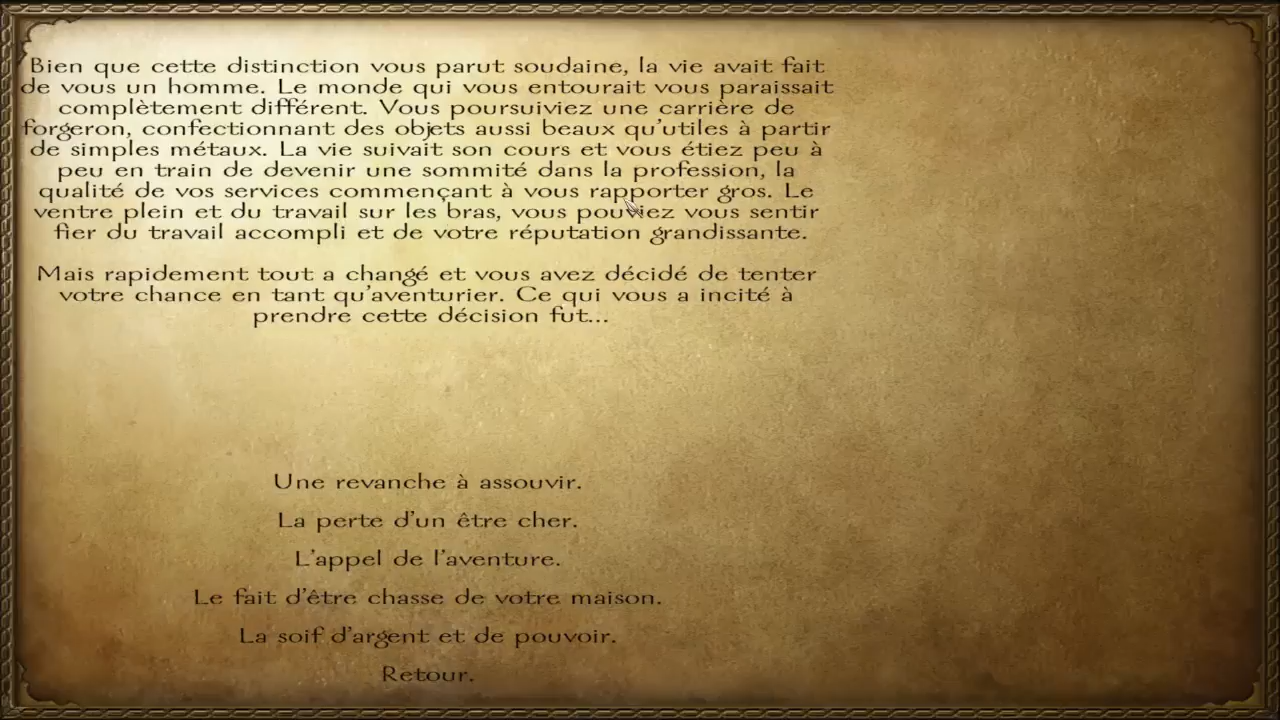 Bien que cette distinction vous parut soudaine, la vie avait fait
de vous un homme. Le monde qui vous entourait vous paraissait
complètement différent. Vous poursuiviez une carrière de
forgeron, confectionnant des objets aussi beaux qu'utiles à partir
de simples métaux. La vie suivait son cours et vous étiez peu à
peu en train de devenir une sommité dans la profession, la
qualité de vos services commençant à vous rapporter gros. Le
ventre plein et du travail sur les bras, vous pouviez vous sentir
fier du travail accompli et de votre réputation grandissante.
Mais rapidement tout a changé et vous avez décidé de tenter
votre chance en tant qu'aventurier. Ce qui vous a incité à
prendre cette décision fut...
Une revanche à assouvir.
La perte d'un être cher.
L'appel de l'aventure.
Le fait d'être chasse de votre maison.
La soif d'argent et de pouvoir.
Retour.